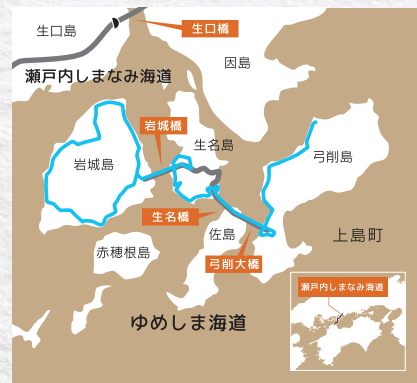 生口島
生口橋
因島
瀬戸内しまなみ海道
岩城橋
生名島
岩城島
弓削島
生名橋
佐島
上島町
赤穂根島
弓削大橋
瀬戸内しまなみ海道
ゆめしま海道